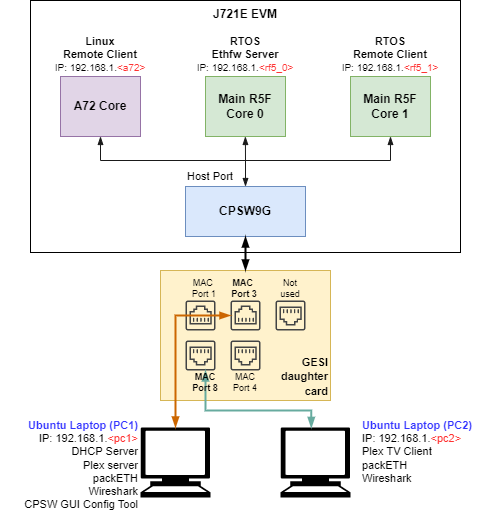 J721E EVM
Linux
Remote Client
IP: 192.168.1.<a72>
A72 Core
RTOS
Ethfw Server
IP: 192.168.1.<rf5_0>
Main R5F
Core 0
RTOS
Remote Client
IP: 192.168.1.<rf5_1>
Main R5F
Core 1
Host Port
CPSW9G
MAC
Port 1
MAC
Port 3
Not
used
MAC
Port 8
MAC
Port 4
GESI
daughter
card
Ubuntu Laptop (PC1)
IP: 192.168.1.<pc1>
DHCP Server
Plex server
packETH
Wireshark
CPSW GUI Config Tool
Ubuntu Laptop (PC2)
IP: 192.168.1.<pc2>
Plex TV Client
packETH
Wireshark